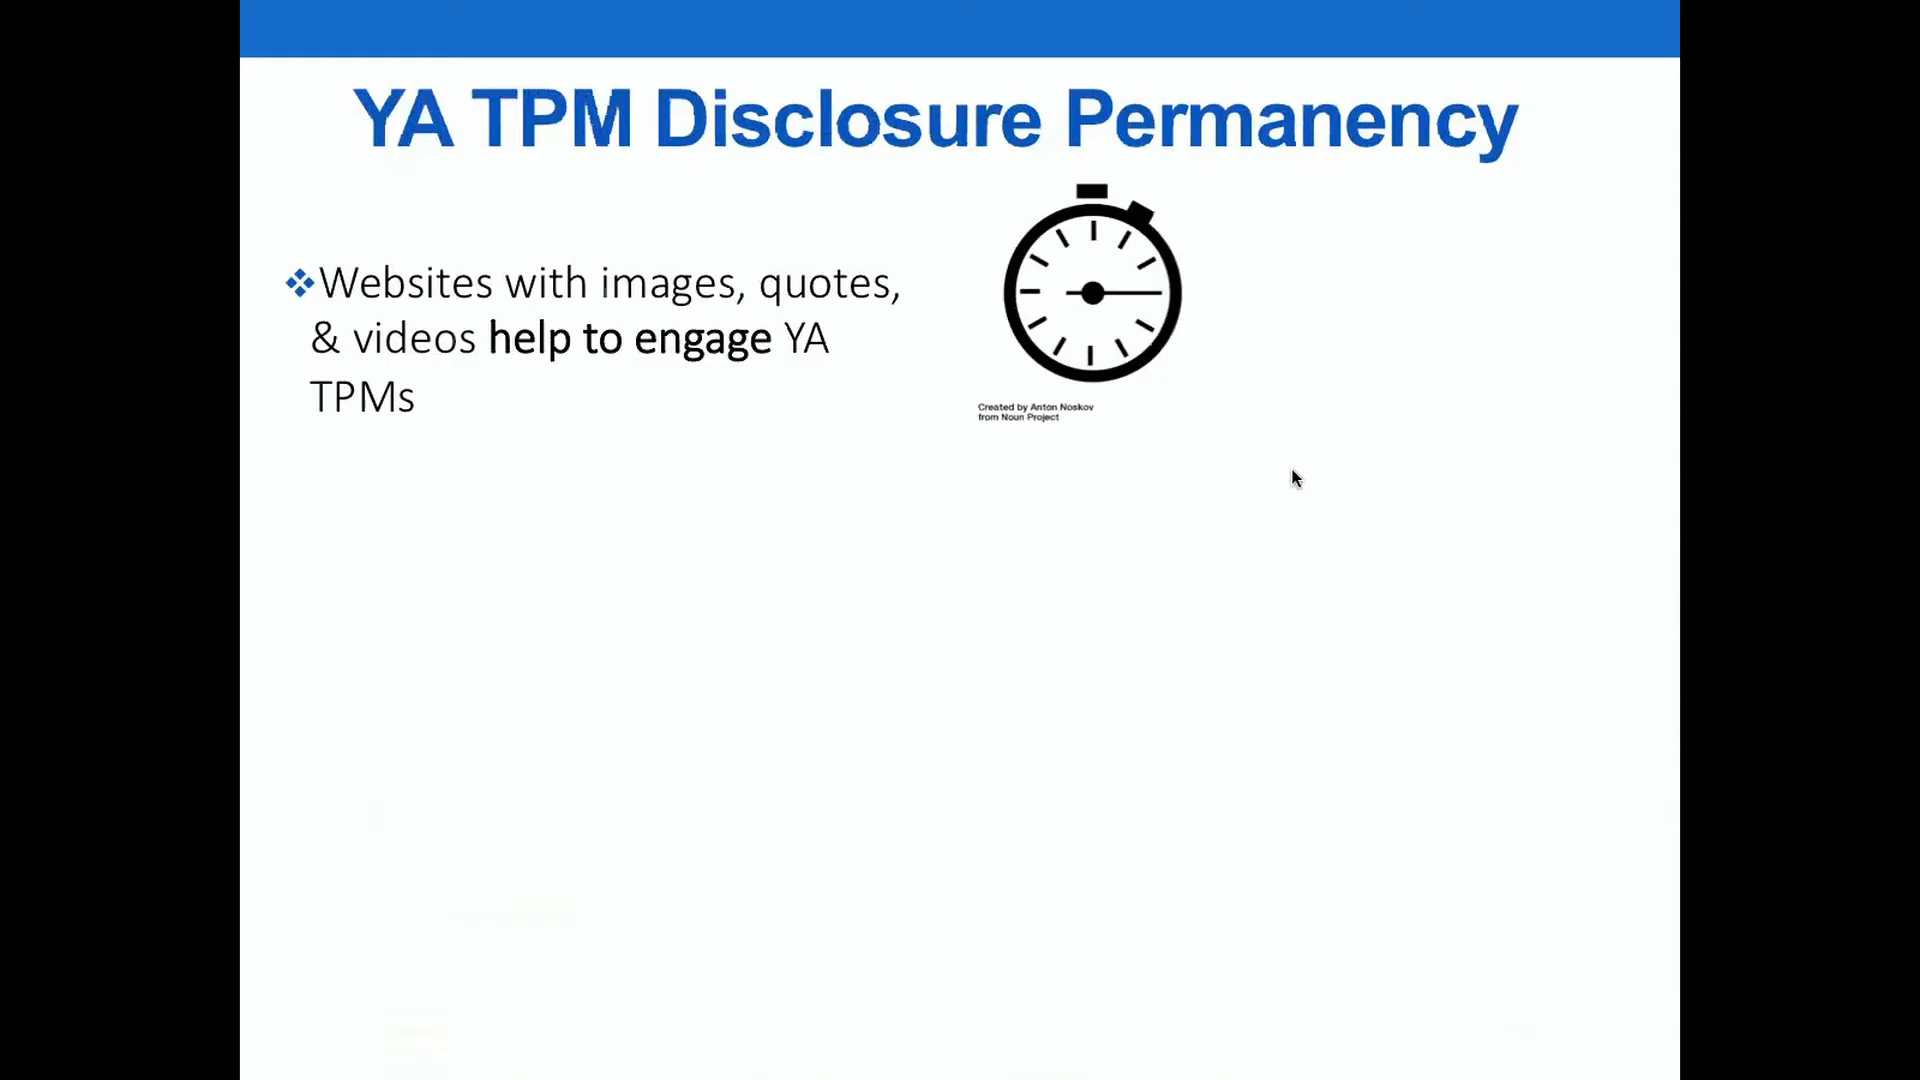 YA TPM Disclosure Permanency
❖Websites with images, quotes,
& videos help to engage YA
TPMs
Created by Anton Noskov
from Noun Project